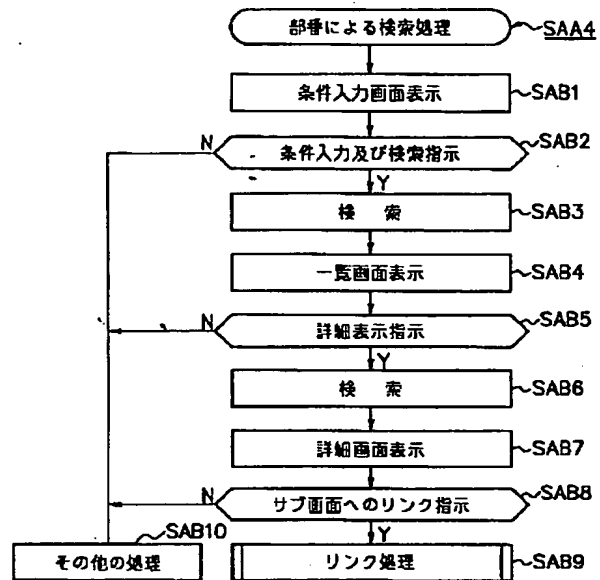 部番による検索処理 SAA4
条件入力画面表示 SAB1
条件入力及び検索指示 SAB2
N
Y
検 索 SAB3
一覧画面表示 SAB4
詳細表示指示 SAB5
N
Y
検 索 SAB6
詳細画面表示 SAB7
サブ画面へのリンク指示 SAB8
N
Y
その他の処理 SAB10
リンク処理 SAB9